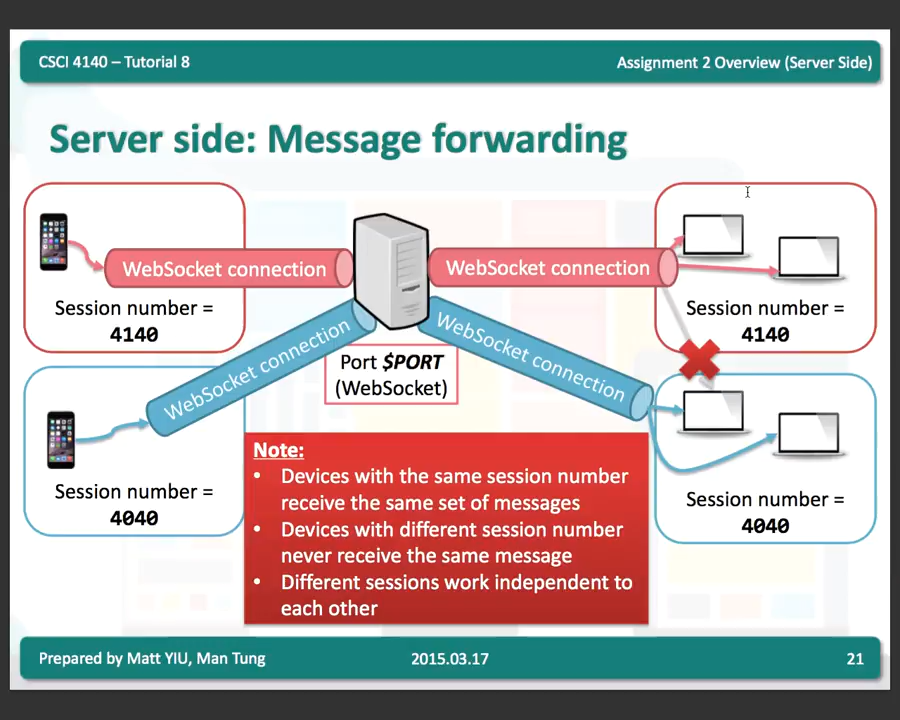 CSCI 4140 – Tutorial 8
Assignment 2 Overview (Server Side)
Server side: Message forwarding
WebSocket connection
Session number =
4140
WebSocket connection
Session number =
4140
WebSocket connection
Session number =
4040
Port $PORT
(WebSocket)
WebSocket connection
Session number =
4040
Note:
• Devices with the same session number
receive the same set of messages
• Devices with different session number
never receive the same message
• Different sessions work independent to
each other
Prepared by Matt YIU, Man Tung
2015.03.17
21